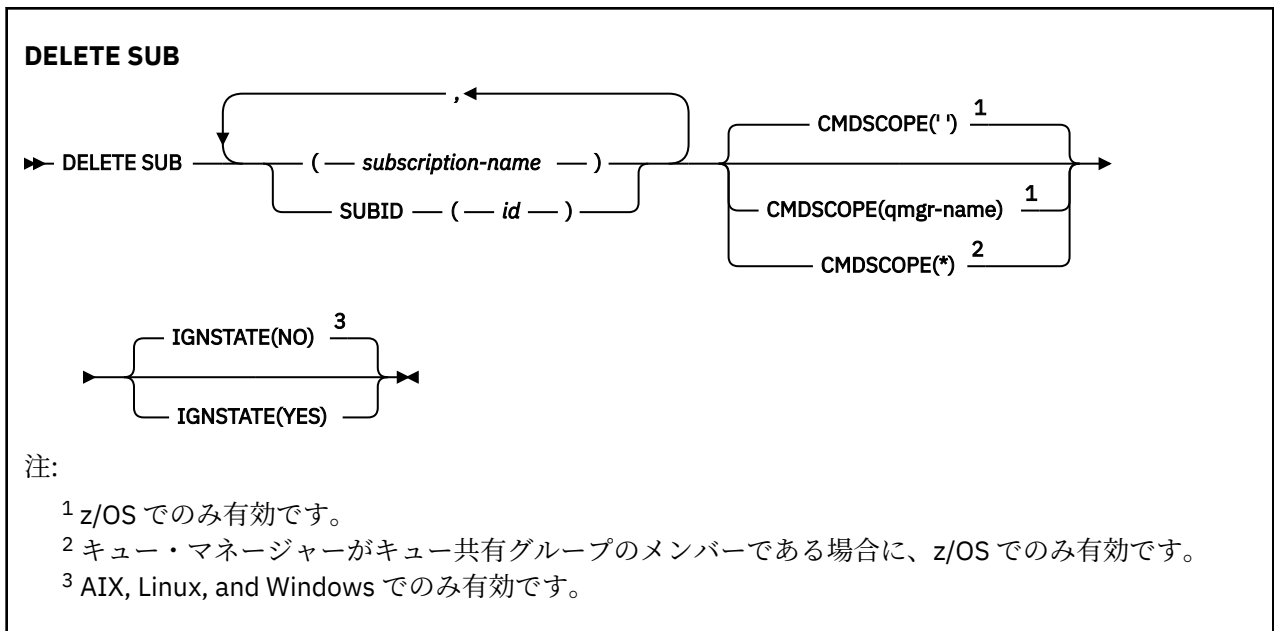 DELETE SUB
,
DELETE SUB ( subscription-name ) CMDSCOPE(' ') 1
SUBID ( id ) CMDSCOPE(qmgr-name) 1
CMDSCOPE(*) 2
IGNSTATE(NO) 3
IGNSTATE(YES)
注:
1 z/OS でのみ有効です。
2 キュー・マネージャーがキュー共有グループのメンバーである場合に、z/OS でのみ有効です。
3 AIX, Linux, and Windows でのみ有効です。